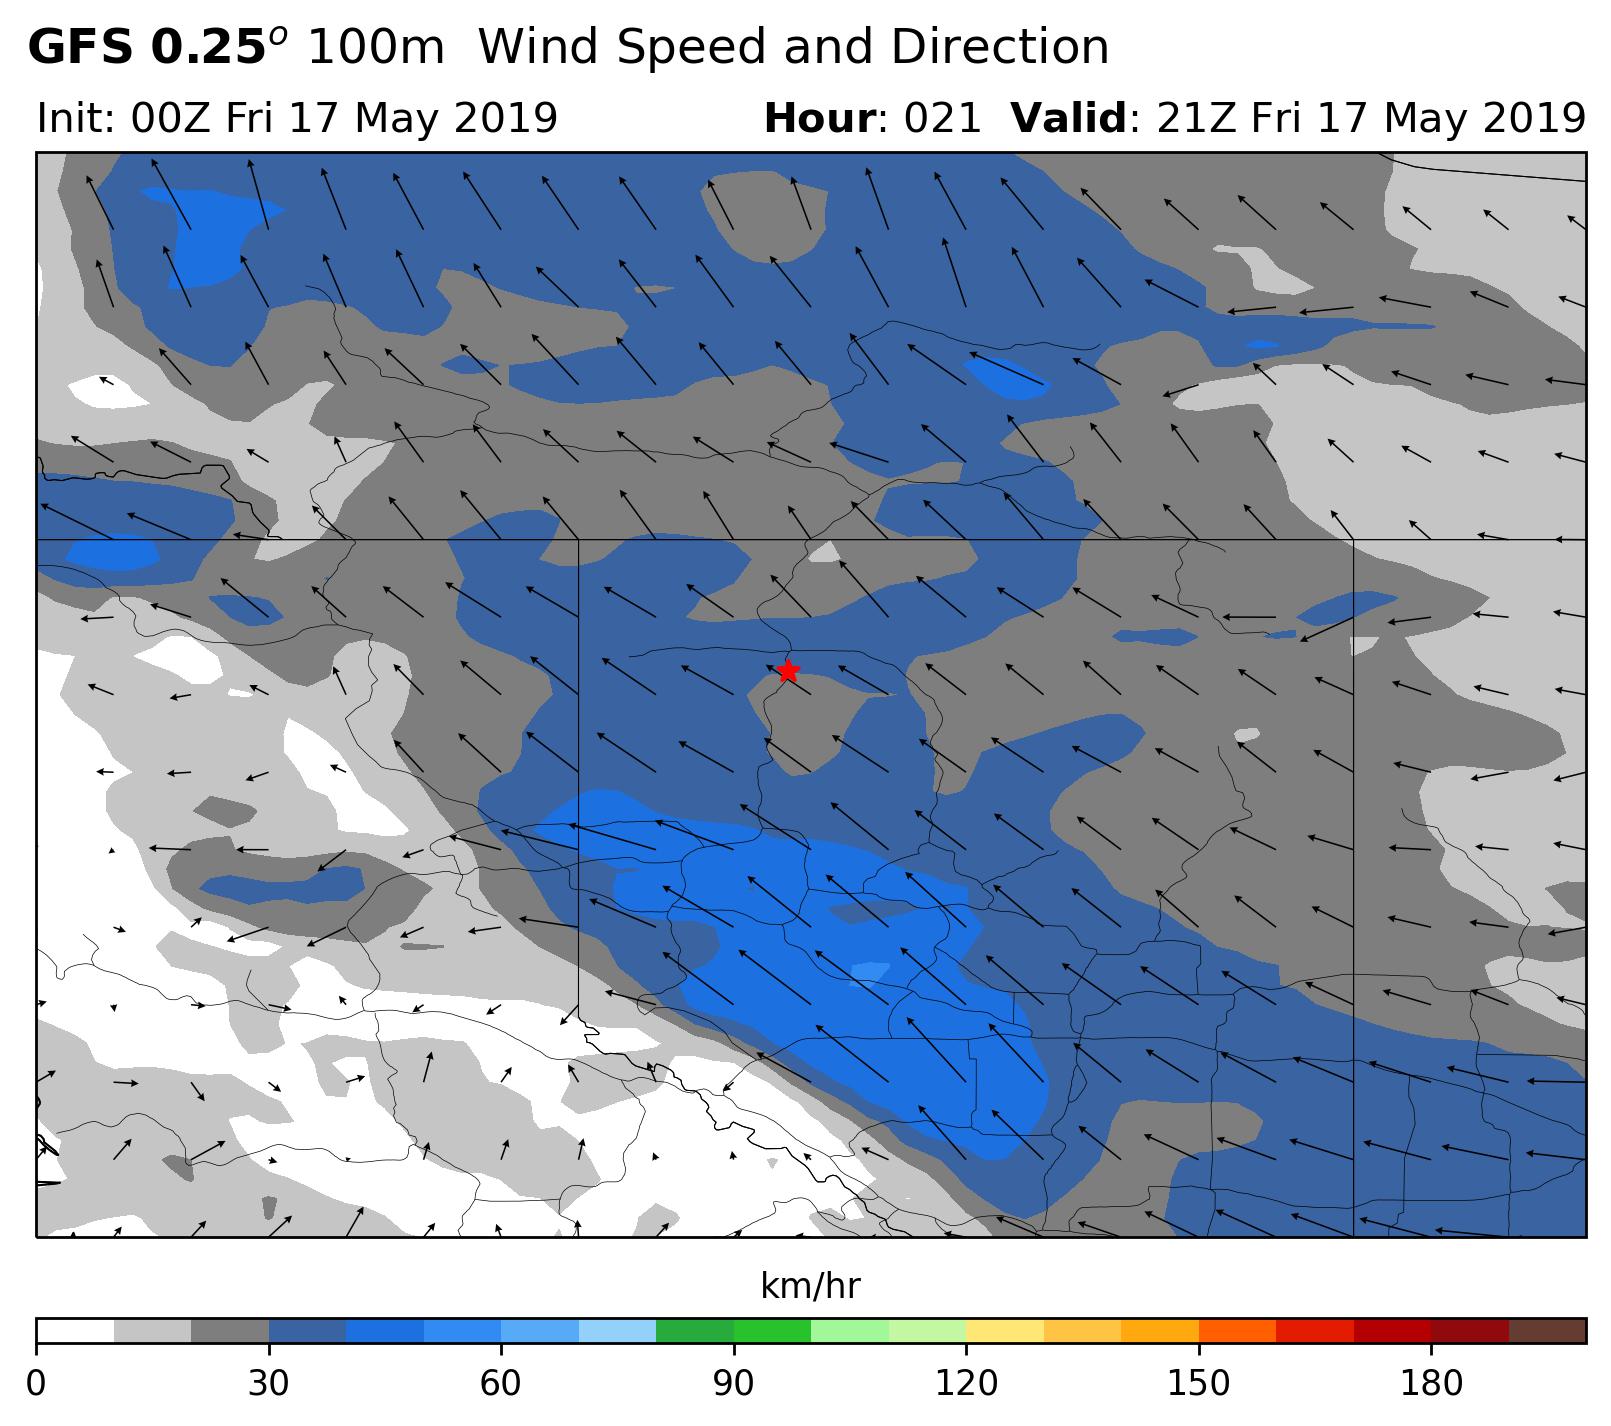 GFS 0.25° 100m Wind Speed and Direction
Init: 00Z Fri 17 May 2019 Hour: 021 Valid: 21Z Fri 17 May 2019
km/hr
0 30 60 90 120 150 180